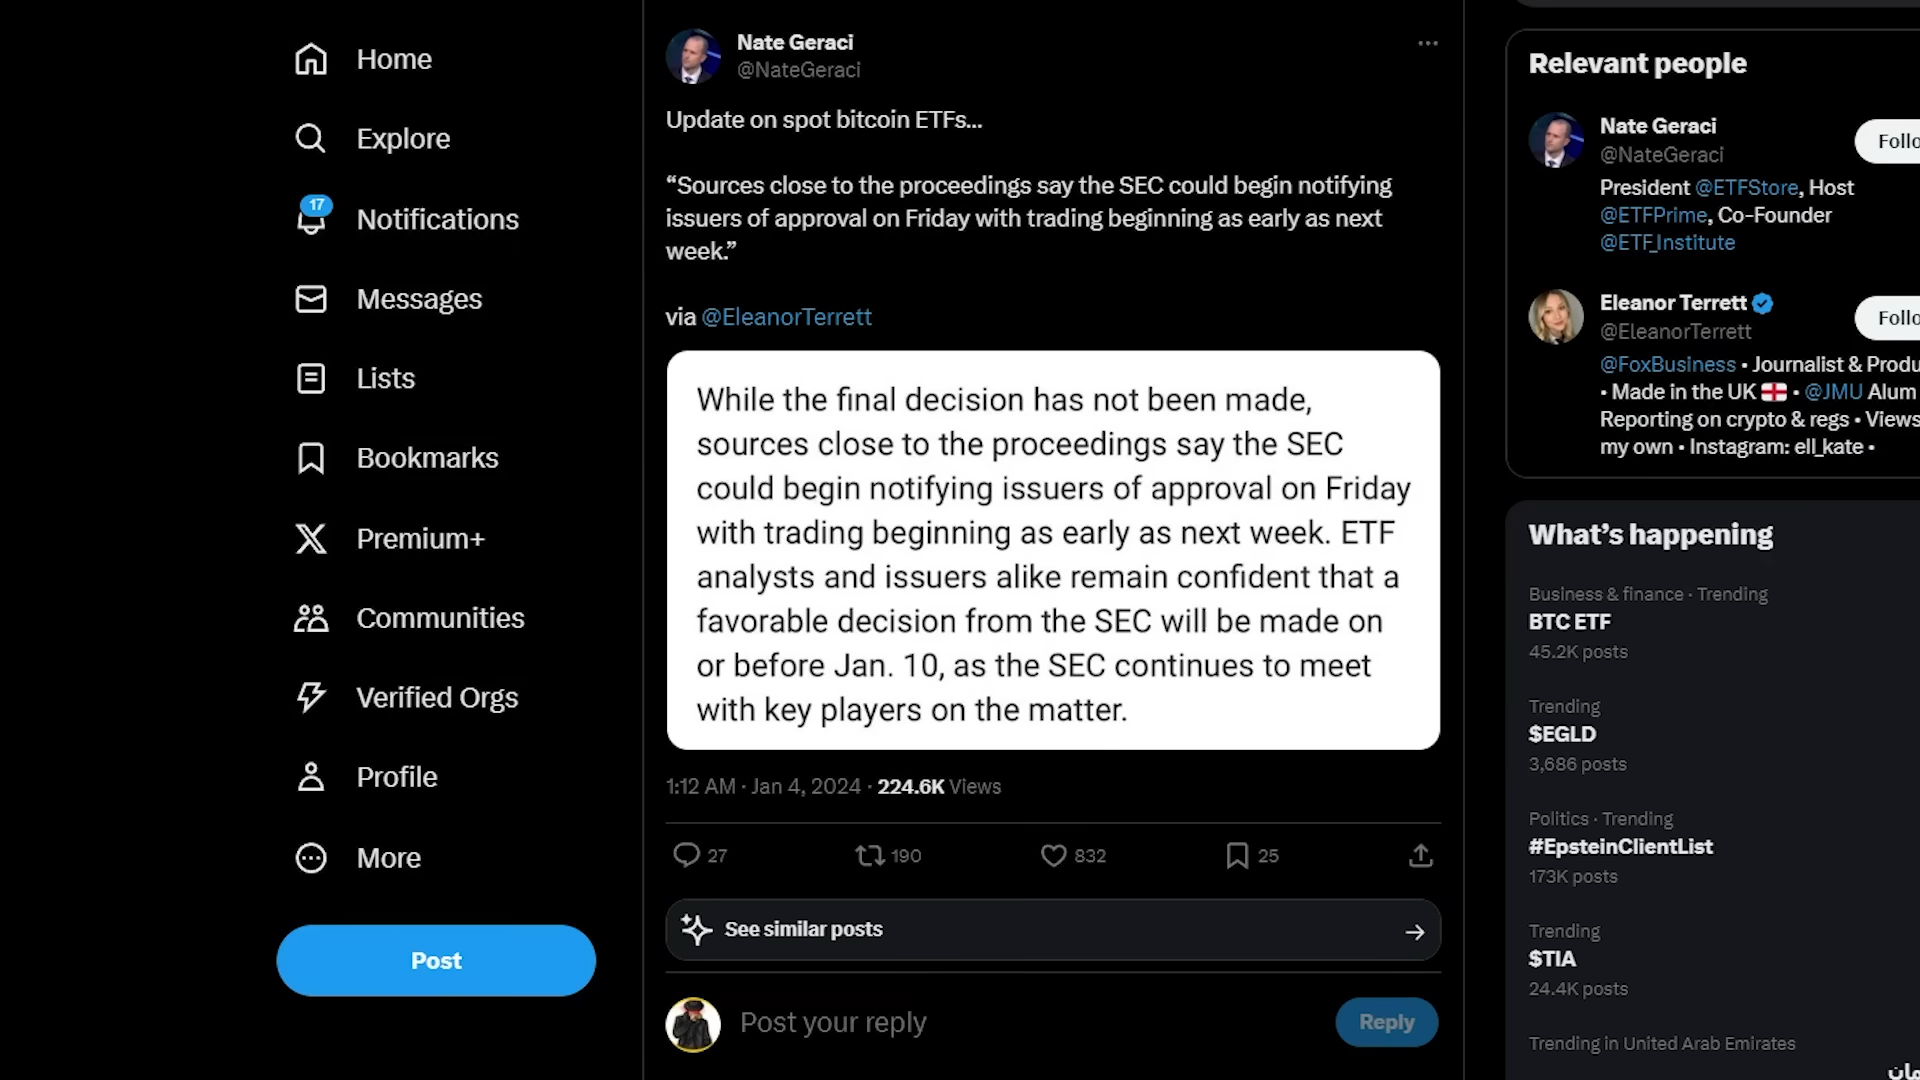 Home
Explore
17
Notifications
Messages
Lists
Bookmarks
Premium+
Communities
Verified Orgs
Profile
More
Post
Nate Geraci
@NateGeraci
Update on spot bitcoin ETFs...
“Sources close to the proceedings say the SEC could begin notifying
issuers of approval on Friday with trading beginning as early as next
week.”
via @EleanorTerrett
While the final decision has not been made,
sources close to the proceedings say the SEC
could begin notifying issuers of approval on Friday
with trading beginning as early as next week. ETF
analysts and issuers alike remain confident that a
favorable decision from the SEC will be made on
or before Jan. 10, as the SEC continues to meet
with key players on the matter.
1:12 AM · Jan 4, 2024 · 224.6K Views
27 190 832 25
See similar posts
Post your reply
Reply
Relevant people
Nate Geraci
@NateGeraci
Follo
President @ETFStore, Host
@ETFPrime, Co-Founder
@ETF_Institute
Eleanor Terrett
@EleanorTerrett
Follo
@FoxBusiness • Journalist & Produ
• Made in the UK • @JMU Alum
Reporting on crypto & regs • Views
my own • Instagram: ell_kate •
What’s happening
Business & finance · Trending
BTC ETF
45.2K posts
Trending
$EGLD
3,686 posts
Politics · Trending
#EpsteinClientList
173K posts
Trending
$TIA
24.4K posts
Trending in United Arab Emirates